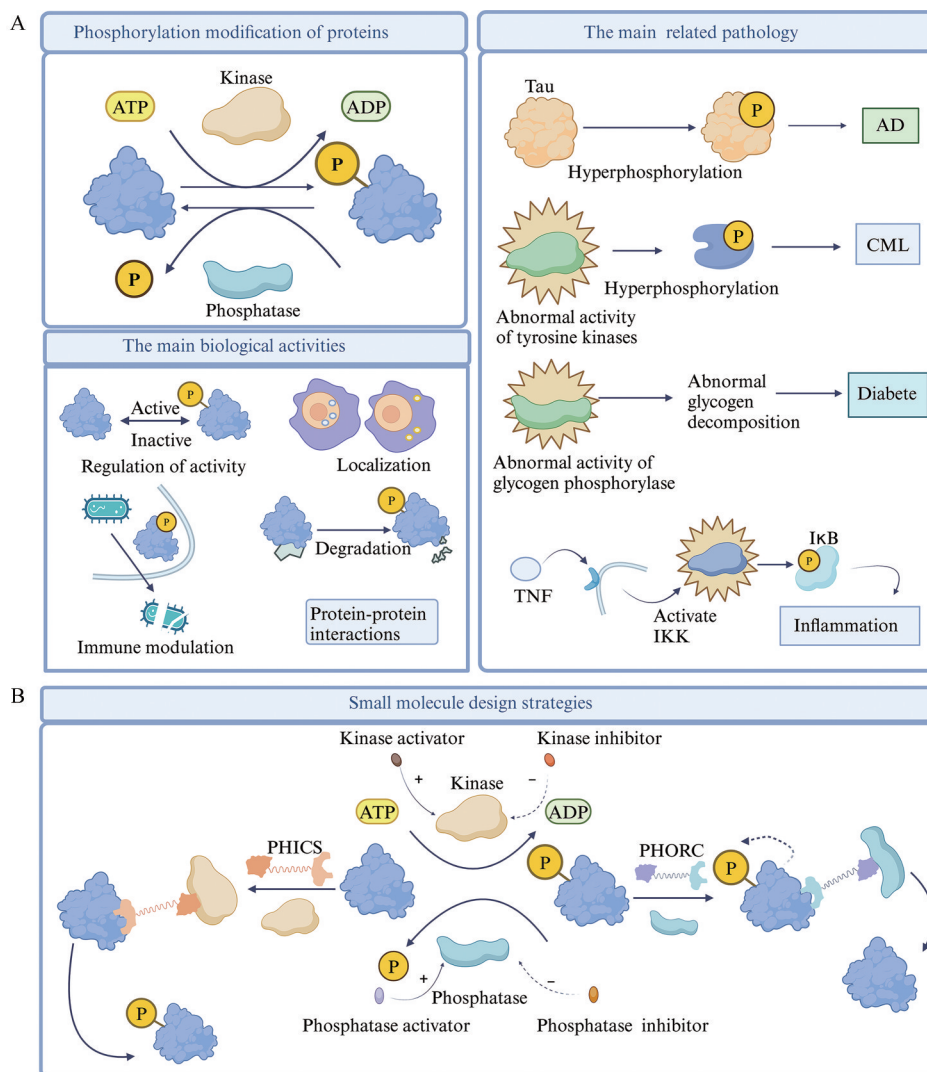 A
Phosphorylation modification of proteins
Kinase
ATP
ADP
P
P
Phosphatase
The main biological activities
P
Active
Inactive
Regulation of activity
Localization
P
P
Degradation
Immune modulation
Protein-protein
interactions
The main related pathology
Tau
P
AD
Hyperphosphorylation
P
CML
Hyperphosphorylation
Abnormal activity
of tyrosine kinases
Abnormal
glycogen
decomposition
Diabete
Abnormal activity of
glycogen phosphorylase
TNF
Activate
IKK
IκB
P
Inflammation
B
Small molecule design strategies
Kinase activator
Kinase inhibitor
+
−
Kinase
ATP
ADP
PHICS
P
PHORC
P
P
+
Phosphatase
−
Phosphatase activator
Phosphatase inhibitor
P